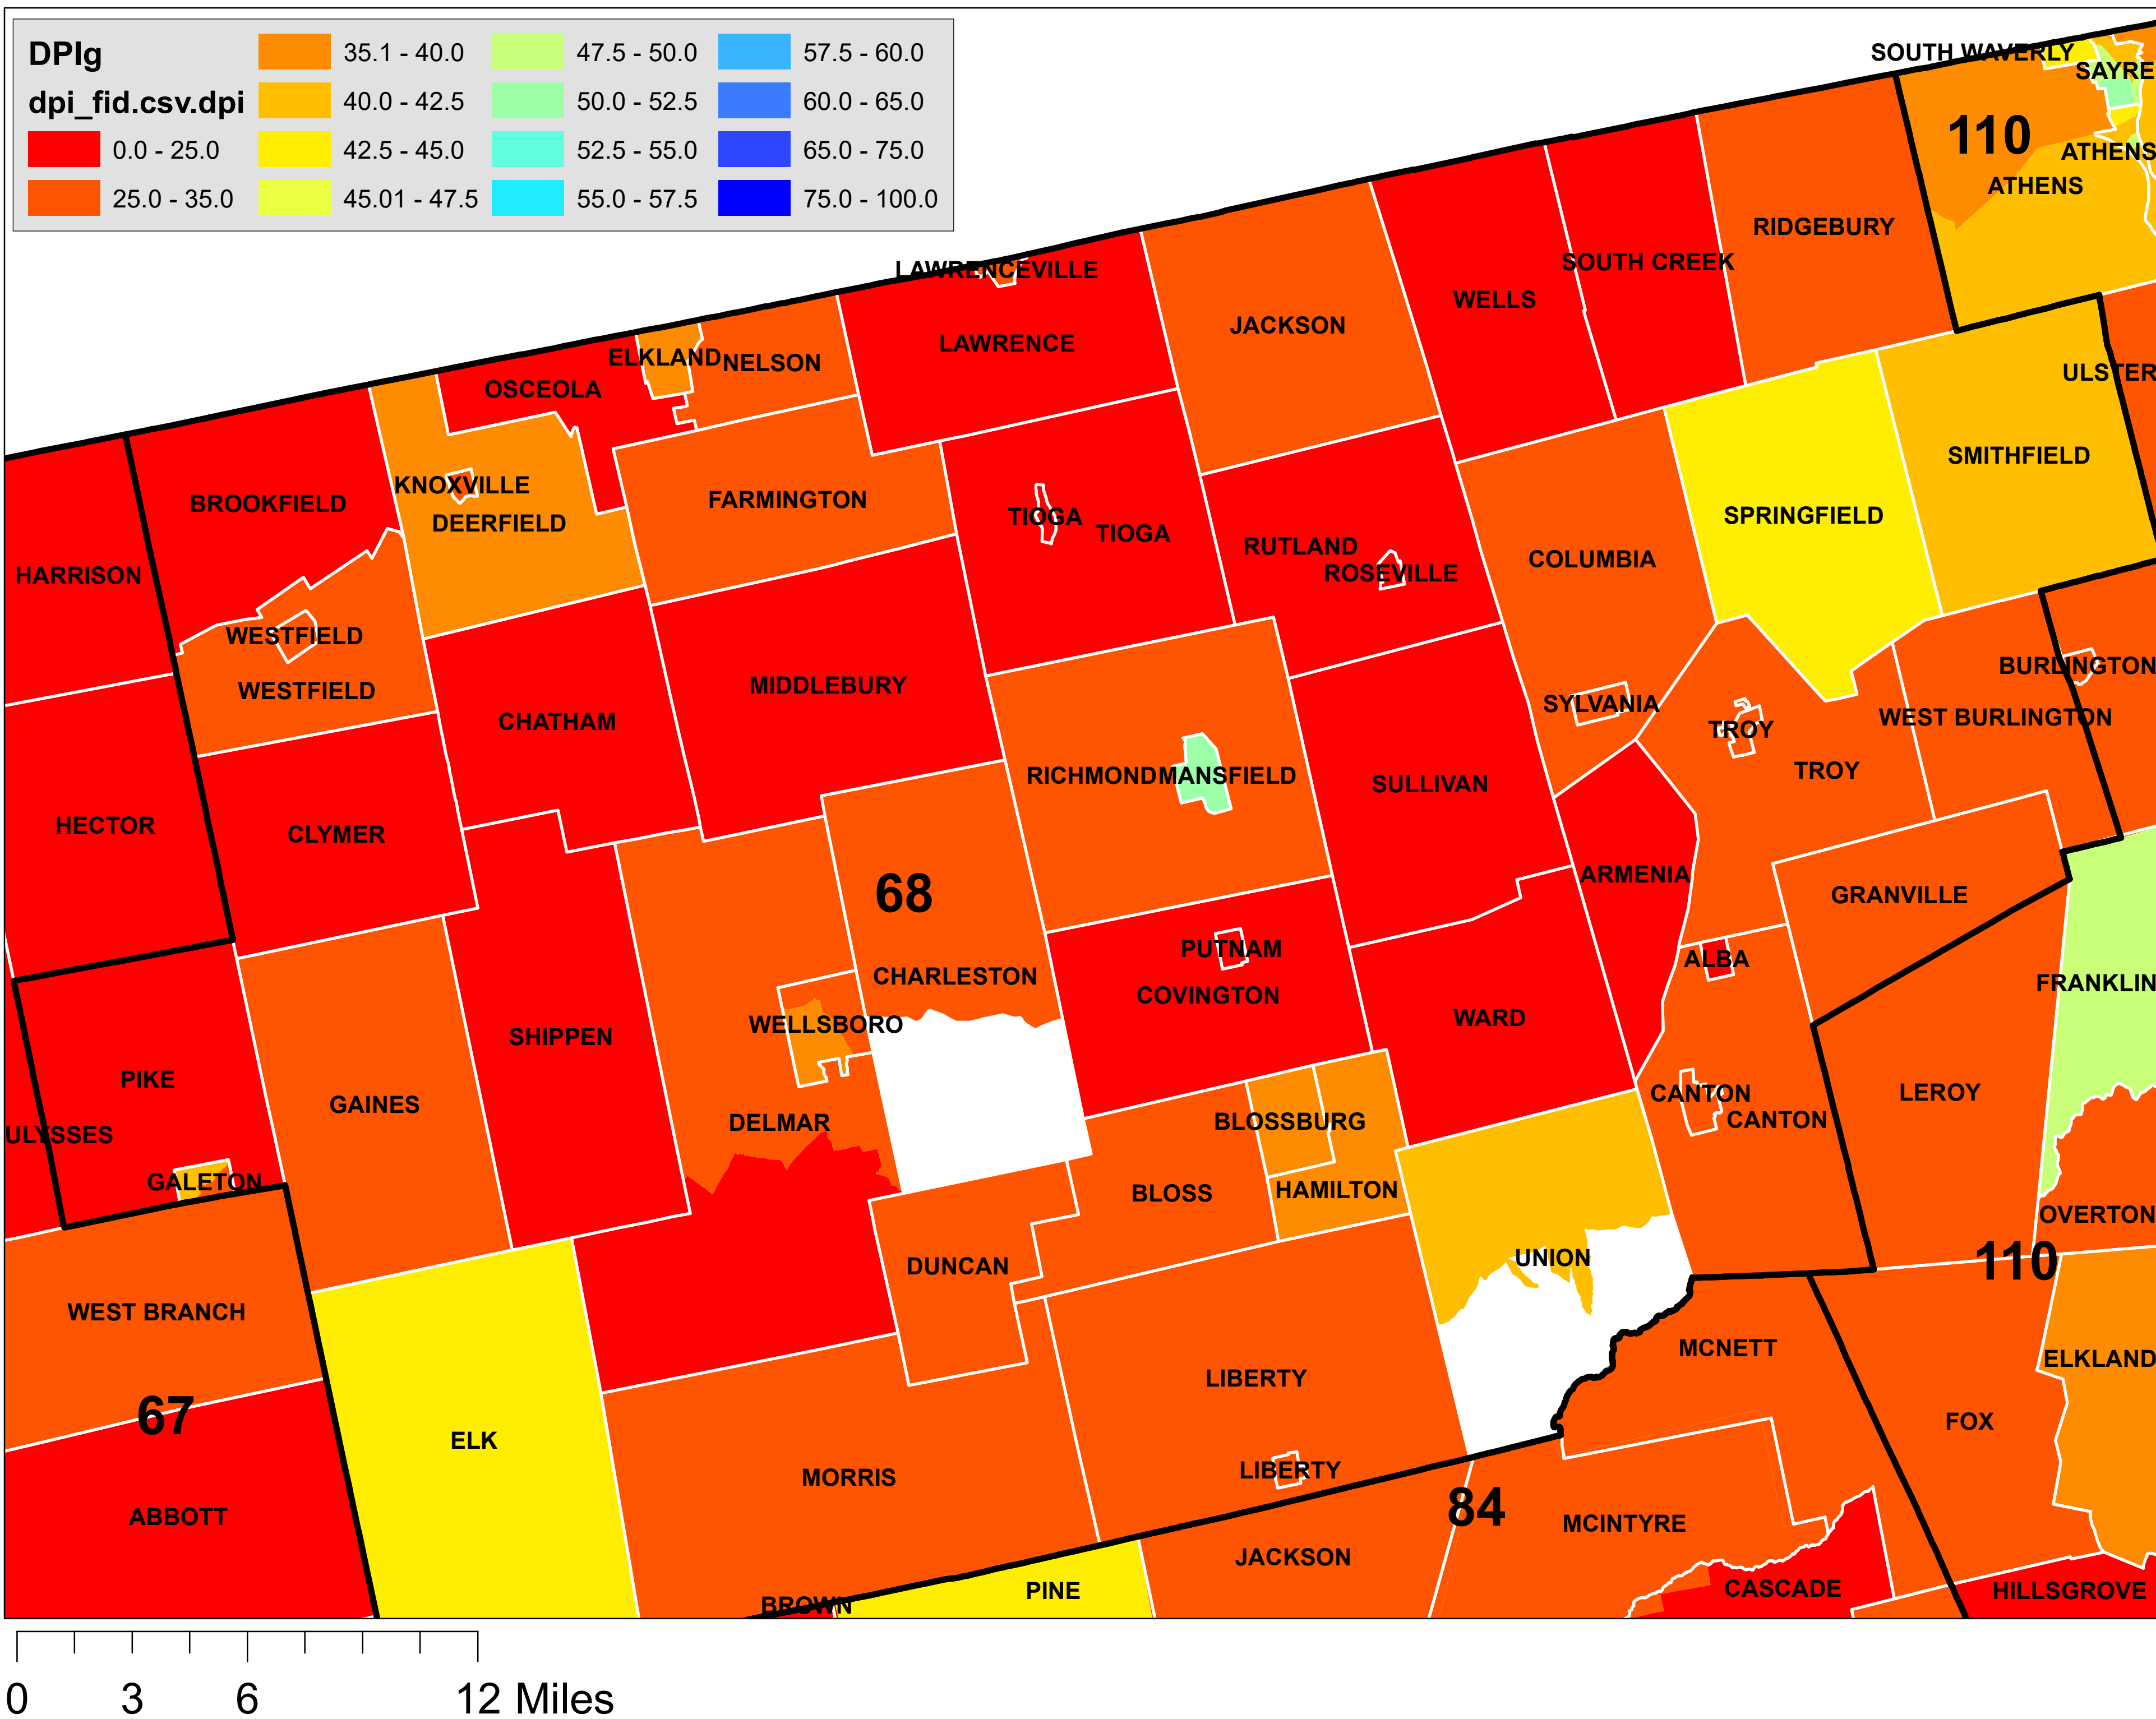 DPIg
dpi_fid.csv.dpi
0.0 - 25.0
25.0 - 35.0
35.1 - 40.0
40.0 - 42.5
42.5 - 45.0
45.01 - 47.5
47.5 - 50.0
50.0 - 52.5
52.5 - 55.0
55.0 - 57.5
57.5 - 60.0
60.0 - 65.0
65.0 - 75.0
75.0 - 100.0
SOUTH WAVERLY
SAYRE
110
ATHENS
ATHENS
RIDGEBURY
SOUTH CREEK
LAWRENCEVILLE
WELLS
JACKSON
LAWRENCE
ELKLAND
NELSON
ULSTER
OSCEOLA
SMITHFIELD
KNOXVILLE
BROOKFIELD
FARMINGTON
DEERFIELD
TIOGA
TIOGA
SPRINGFIELD
RUTLAND
COLUMBIA
ROSEVILLE
HARRISON
WESTFIELD
BURLINGTON
WESTFIELD
MIDDLEBURY
SYLVANIA
WEST BURLINGTON
CHATHAM
TROY
TROY
RICHMOND
MANSFIELD
SULLIVAN
HECTOR
CLYMER
ARMENIA
68
GRANVILLE
PUTNAM
ALBA
CHARLESTON
FRANKLIN
COVINGTON
WELLSBORO
WARD
SHIPPEN
PIKE
LEROY
CANTON
GAINES
CANTON
DELMAR
BLOSSBURG
ULYSSES
GALETON
BLOSS
HAMILTON
OVERTON
UNION
110
DUNCAN
WEST BRANCH
MCNETT
ELKLAND
LIBERTY
67
FOX
ELK
LIBERTY
MORRIS
84
ABBOTT
MCINTYRE
JACKSON
CASCADE
HILLSGROVE
PINE
BROWN
0 3 6 12 Miles